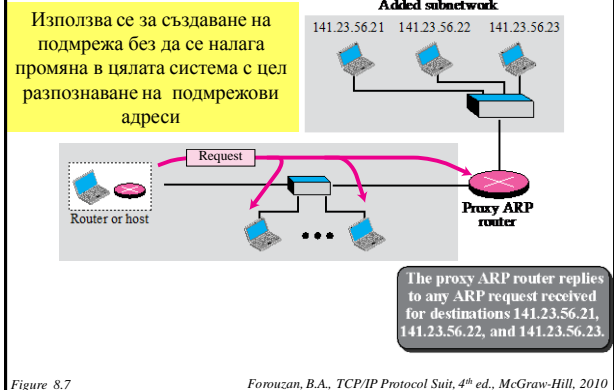 Използва се за създаване на
подмрежа без да се налага
промяна в цялата система с цел
разпознаване на подмрежови
адреси
Added subnetwork
141.23.56.21 141.23.56.22 141.23.56.23
Request
Router or host
Proxy ARP
router
The proxy ARP router replies
to any ARP request received
for destinations 141.23.56.21,
141.23.56.22, and 141.23.56.23.
Figure 8.7
Forouzan, B.A., TCP/IP Protocol Suit, 4th ed., McGraw-Hill, 2010